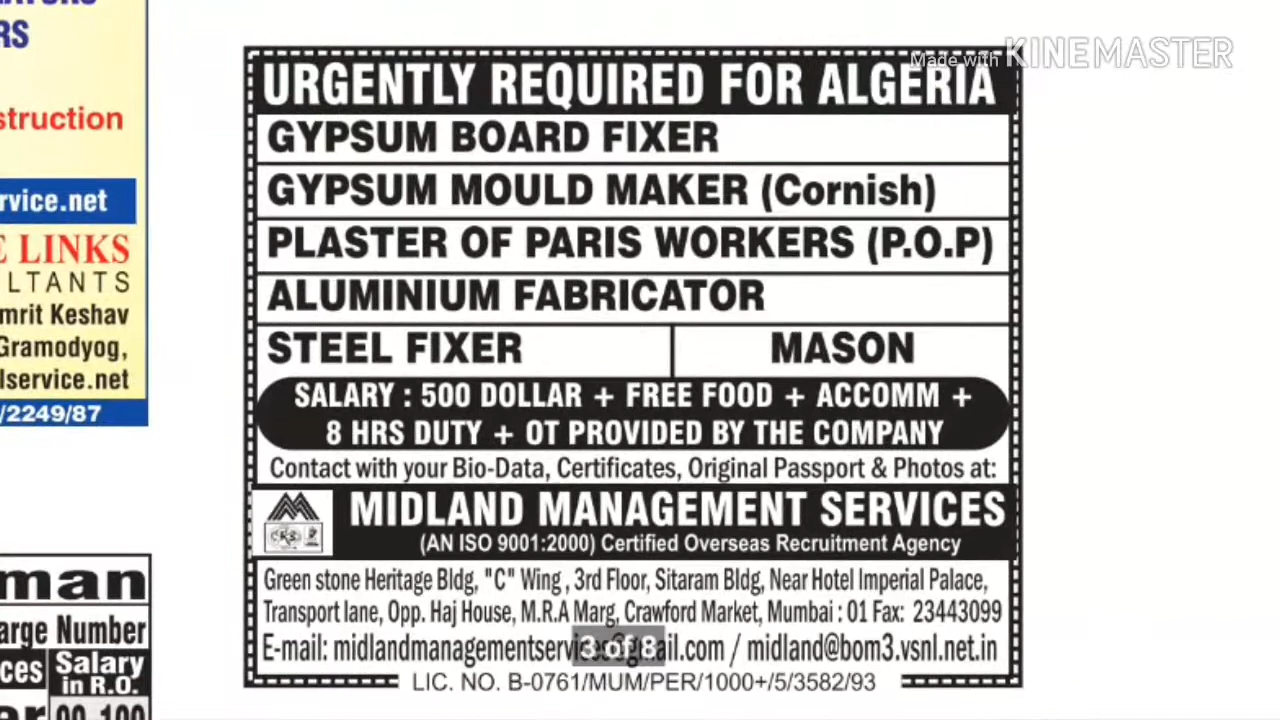 RS
struction
rvice.net
E LINKS
LTANTS
mrit Keshav
Gramodyog,
lservice.net
/2249/87
man
arge Number
ces
Salary
in R.O.
00-100
Made with KINEMASTER
URGENTLY REQUIRED FOR ALGERIA
GYPSUM BOARD FIXER
GYPSUM MOULD MAKER (Cornish)
PLASTER OF PARIS WORKERS (P.O.P)
ALUMINIUM FABRICATOR
STEEL FIXER MASON
SALARY : 500 DOLLAR + FREE FOOD + ACCOMM +
8 HRS DUTY + OT PROVIDED BY THE COMPANY
Contact with your Bio-Data, Certificates, Original Passport & Photos at:
MIDLAND MANAGEMENT SERVICES
(AN ISO 9001:2000) Certified Overseas Recruitment Agency
Green stone Heritage Bldg, "C" Wing , 3rd Floor, Sitaram Bldg, Near Hotel Imperial Palace,
Transport lane, Opp. Haj House, M.R.A Marg, Crawford Market, Mumbai : 01 Fax: 23443099
E-mail: / midland@bom3.vsnl.net.in
3 of 8
LIC. NO. B-0761/MUM/PER/1000+/5/3582/93